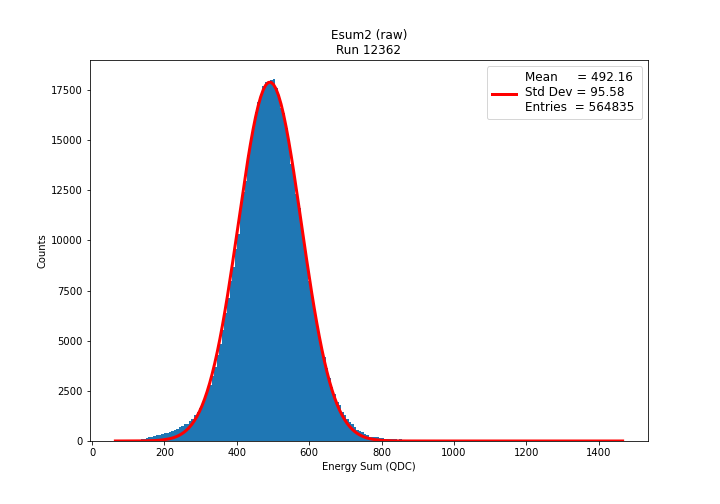 Esum2 (raw)
Run 12362
Mean = 492.16
Std Dev = 95.58
Entries = 564835
17500
15000
12500
10000
7500
5000
2500
0
Counts
0 200 400 600 800 1000 1200 1400
Energy Sum (QDC)